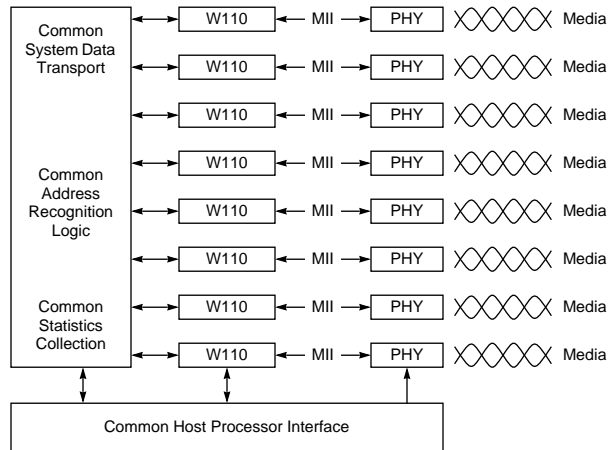 Common
System Data
Transport
Common
Address
Recognition
Logic
Common
Statistics
Collection
W110 MII PHY Media
W110 MII PHY Media
W110 MII PHY Media
W110 MII PHY Media
W110 MII PHY Media
W110 MII PHY Media
W110 MII PHY Media
W110 MII PHY Media
Common Host Processor Interface